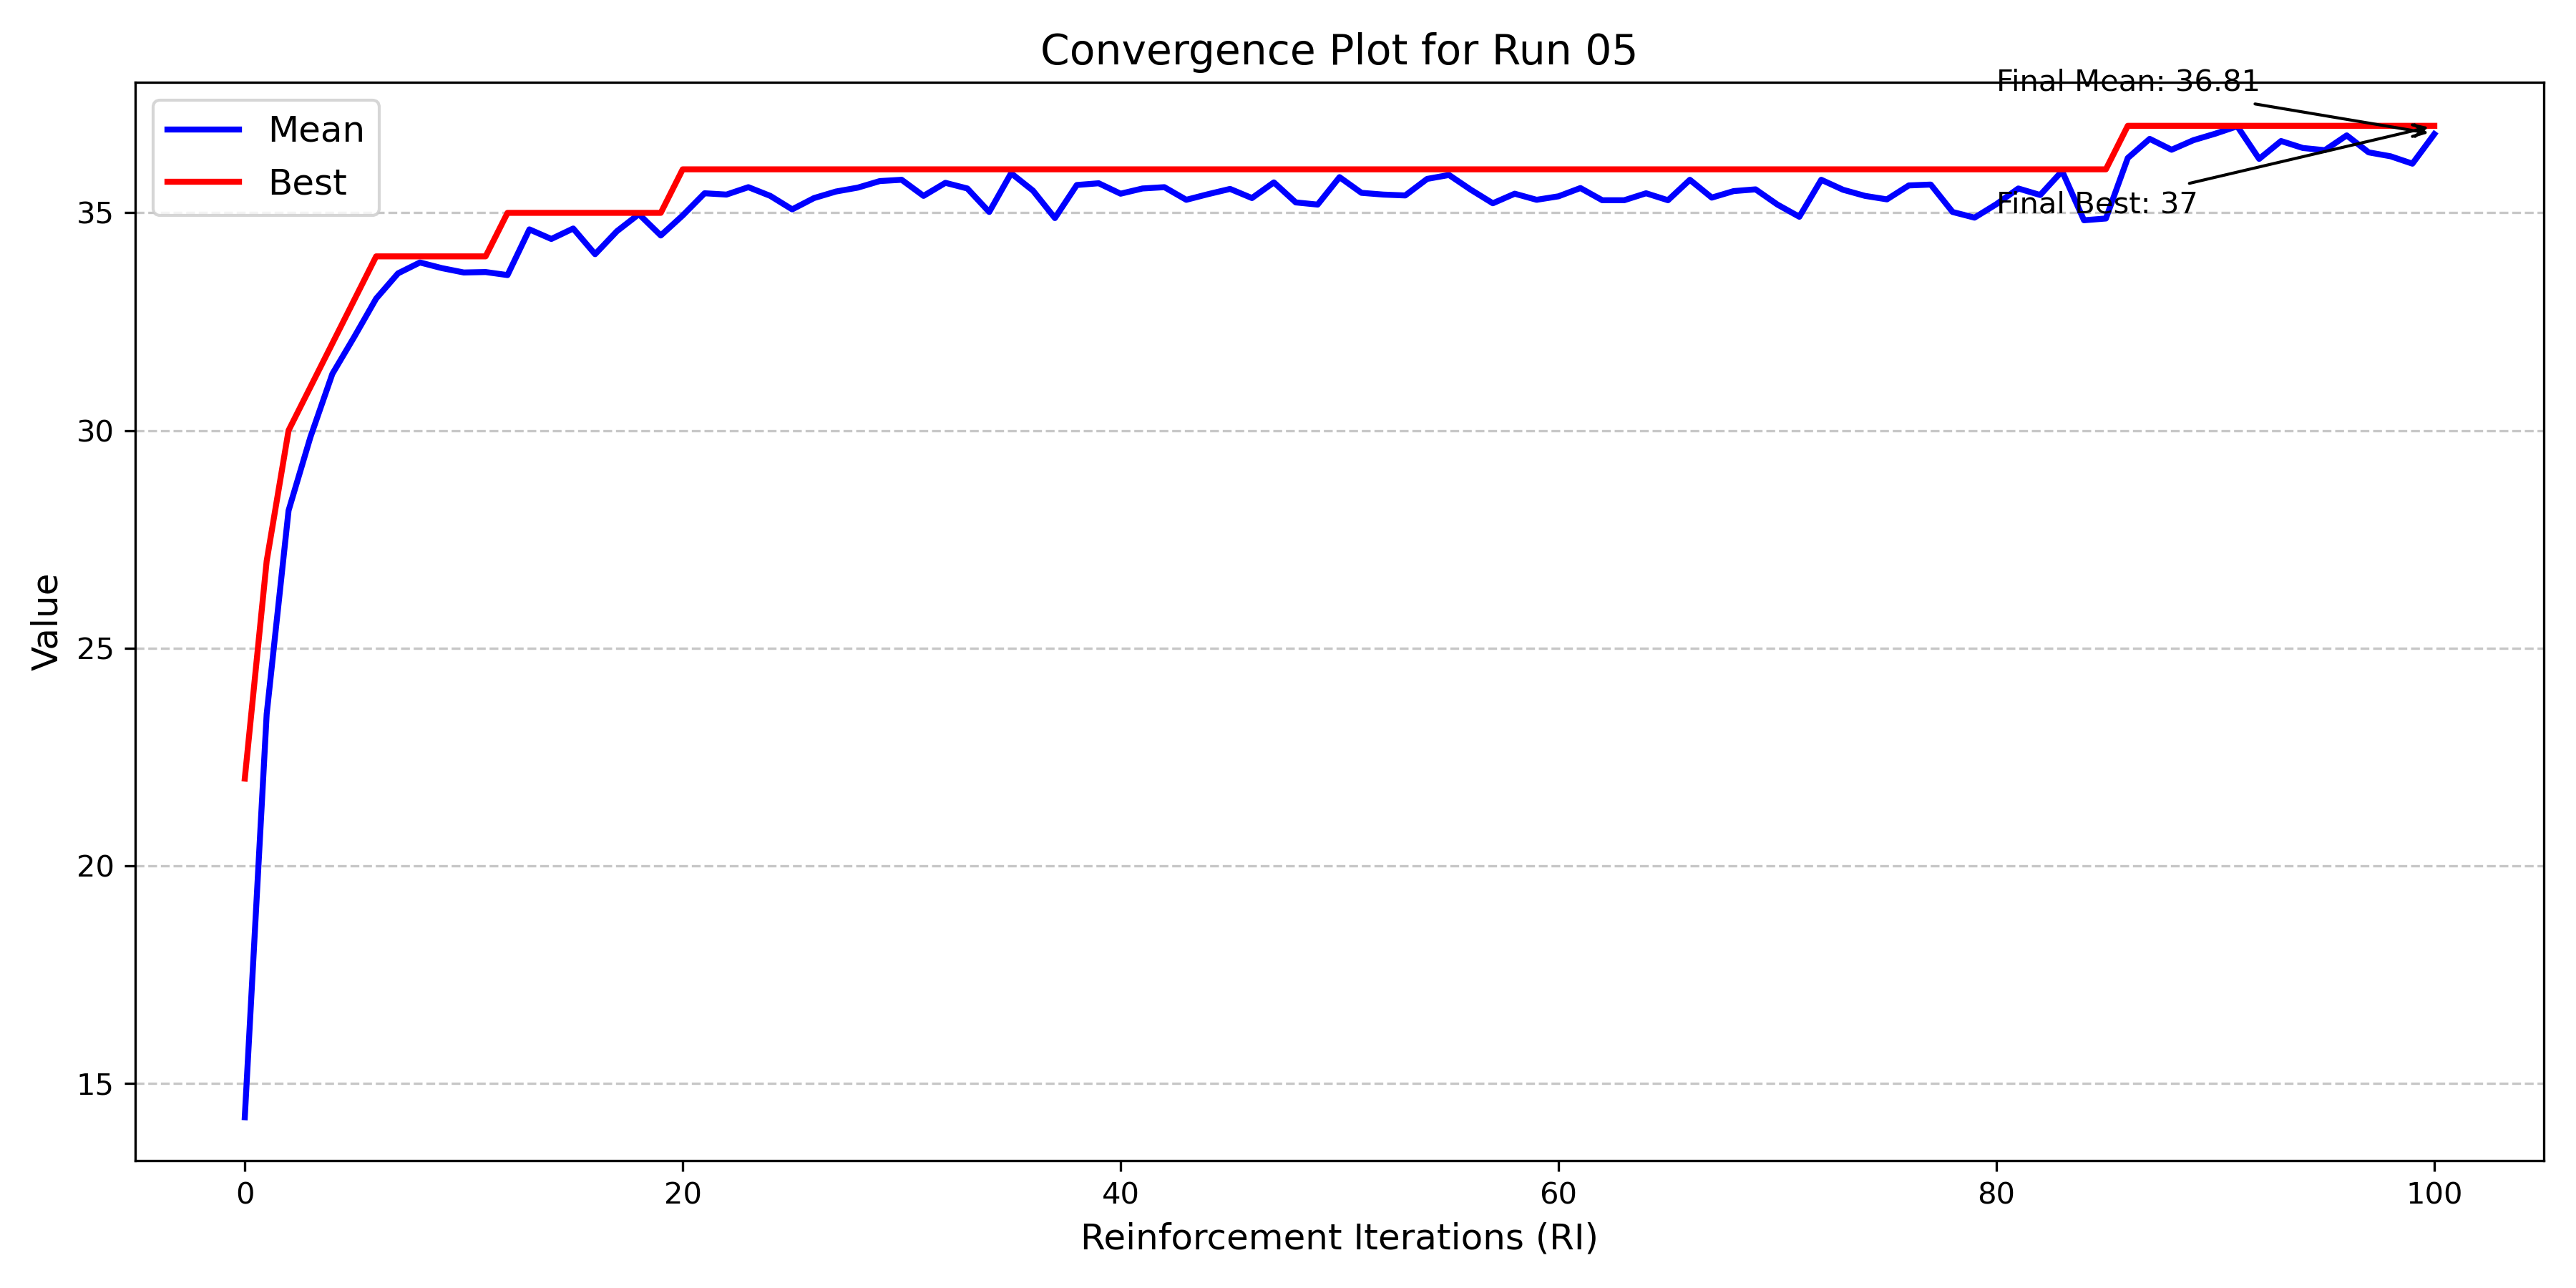 Convergence Plot for Run 05
Final Mean: 36.81
Mean
Best
Final Best: 37
35
30
25
20
15
Value
0
20
40
60
80
100
Reinforcement Iterations (RI)